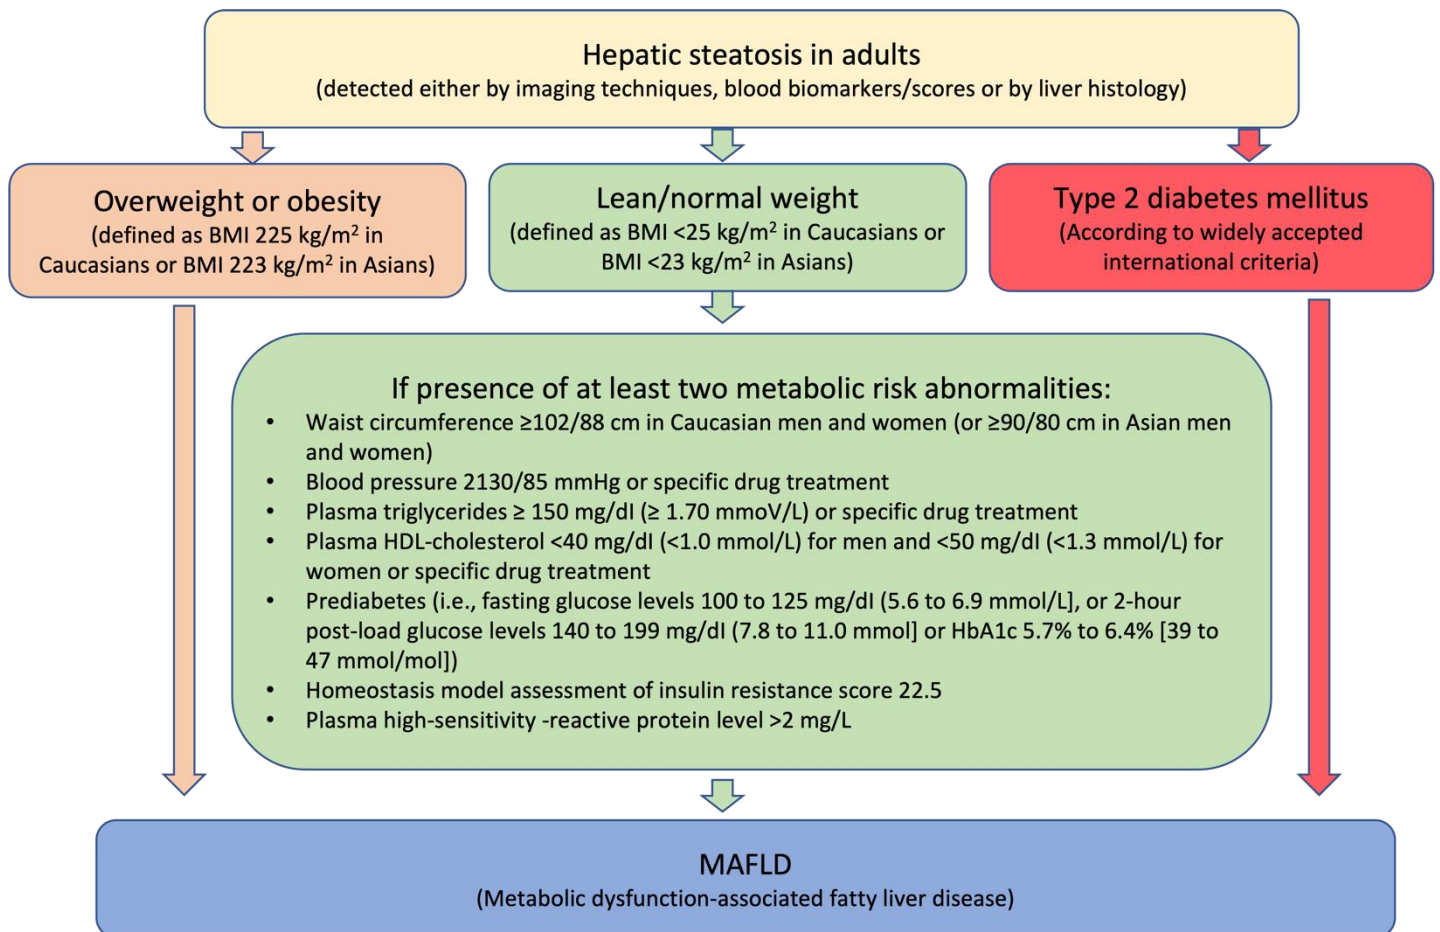 Hepatic steatosis in adults
(detected either by imaging techniques, blood biomarkers/scores or by liver histology)
Overweight or obesity
(defined as BMI 225 kg/m² in
Caucasians or BMI 223 kg/m² in Asians)
Lean/normal weight
(defined as BMI <25 kg/m² in Caucasians or
BMI <23 kg/m² in Asians)
Type 2 diabetes mellitus
(According to widely accepted
international criteria)
If presence of at least two metabolic risk abnormalities:
• Waist circumference ≥102/88 cm in Caucasian men and women (or ≥90/80 cm in Asian men
and women)
• Blood pressure 2130/85 mmHg or specific drug treatment
• Plasma triglycerides ≥ 150 mg/dI (≥ 1.70 mmoV/L) or specific drug treatment
• Plasma HDL-cholesterol <40 mg/dI (<1.0 mmol/L) for men and <50 mg/dI (<1.3 mmol/L) for
women or specific drug treatment
• Prediabetes (i.e., fasting glucose levels 100 to 125 mg/dI (5.6 to 6.9 mmol/L], or 2-hour
post-load glucose levels 140 to 199 mg/dI (7.8 to 11.0 mmol] or HbA1c 5.7% to 6.4% [39 to
47 mmol/mol])
• Homeostasis model assessment of insulin resistance score 22.5
• Plasma high-sensitivity -reactive protein level >2 mg/L
MAFLD
(Metabolic dysfunction-associated fatty liver disease)